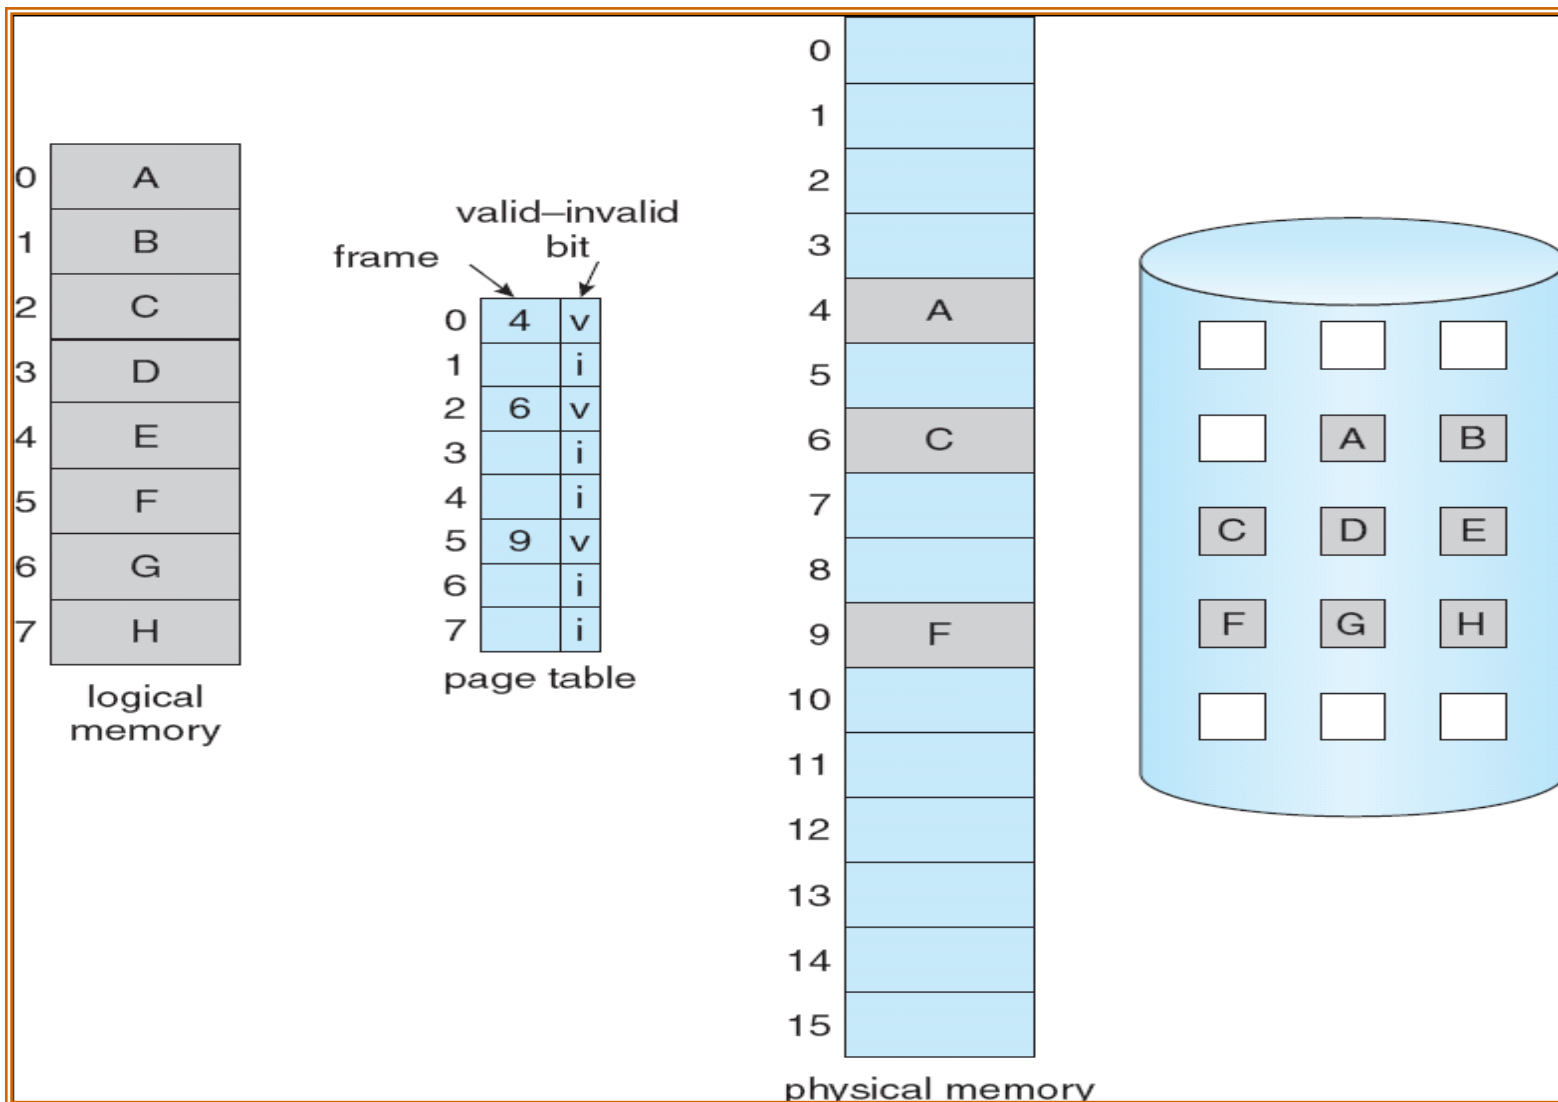 0 A
1 B
2 C
3 D
4 E
5 F
6 G
7 H
logical
memory
valid–invalid
bit
frame
0 4 v
1 i
2 6 v
3 i
4 i
5 9 v
6 i
7 i
page table
0
1
2
3
4 A
5
6 C
7
8
9 F
10
11
12
13
14
15
physical memory
A B
C D E
F G H